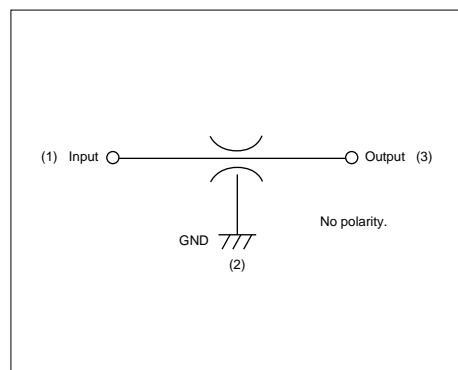 (1) Input Output (3)
No polarity.
GND
(2)